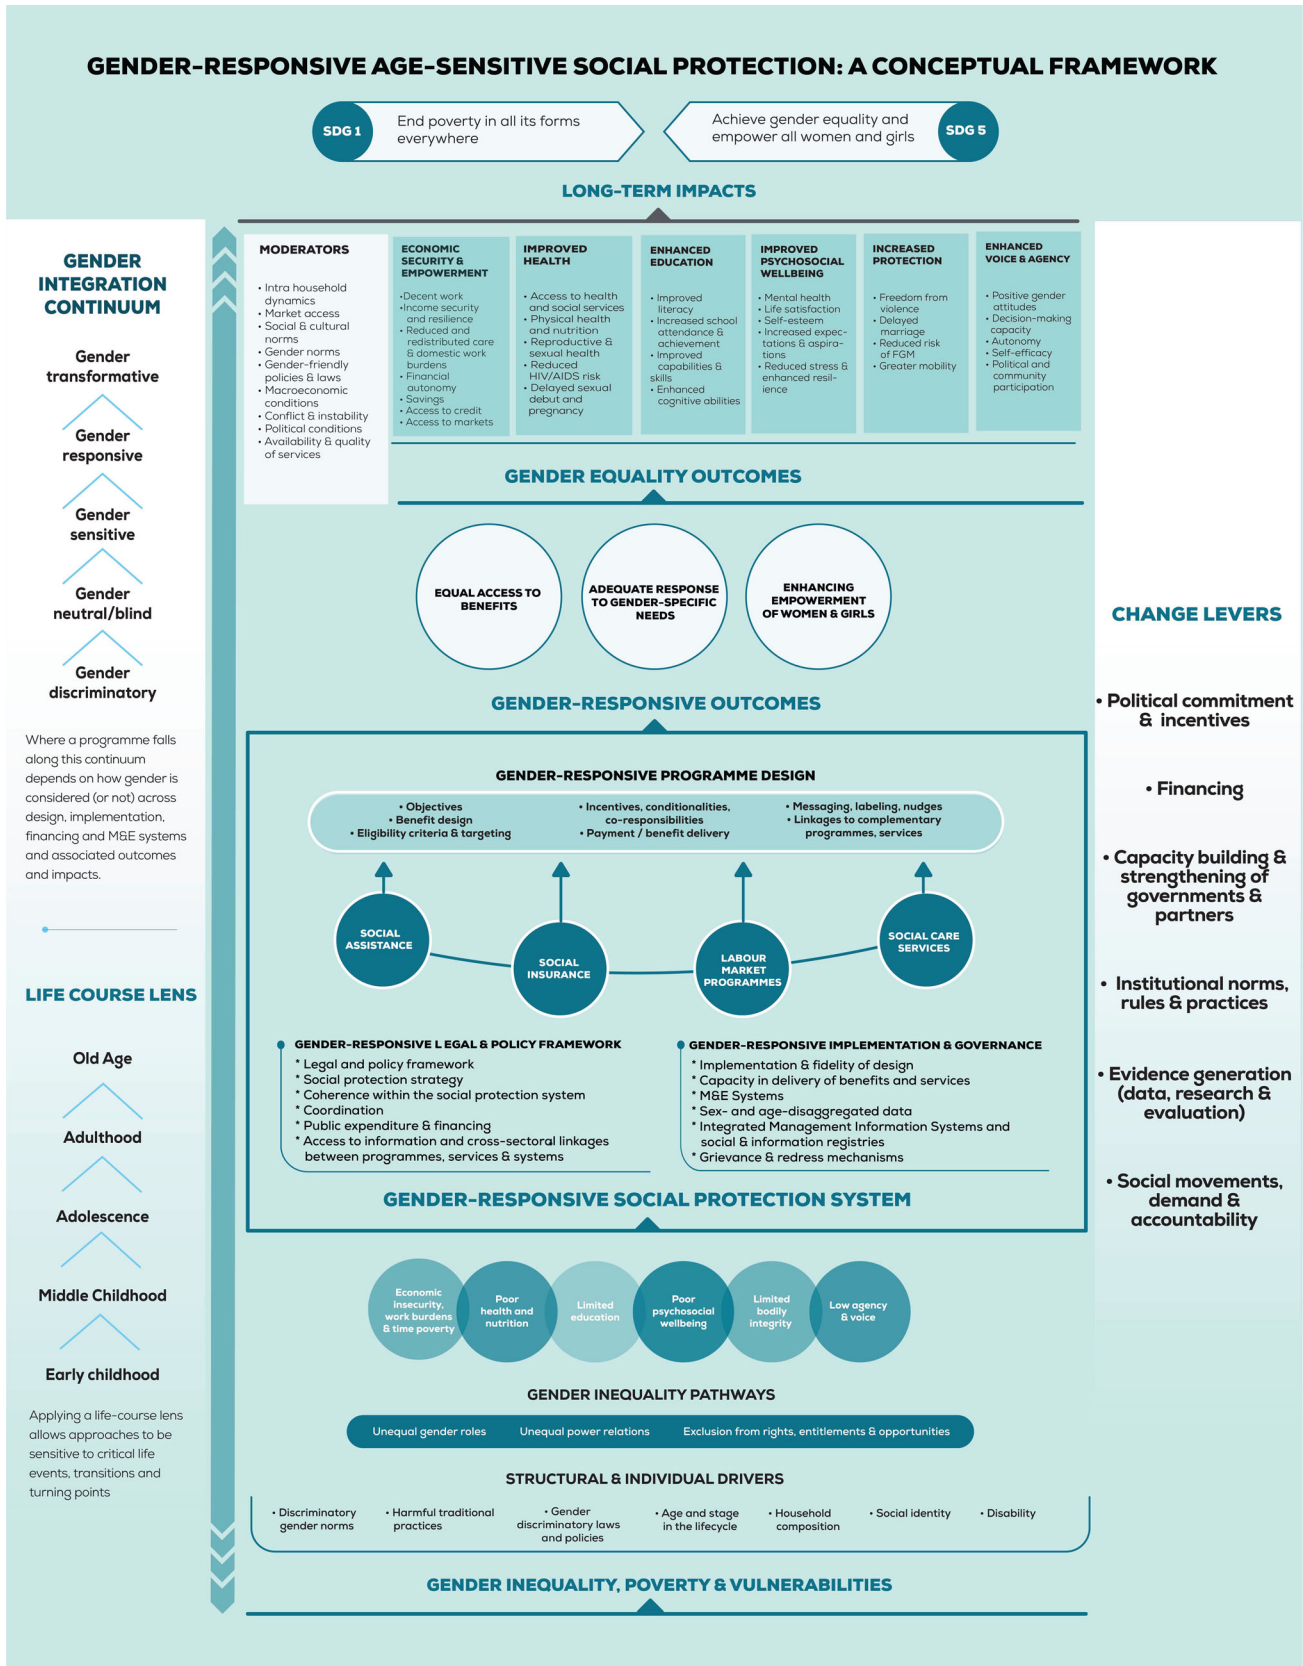 GENDER-RESPONSIVE AGE-SENSITIVE SOCIAL PROTECTION: A CONCEPTUAL FRAMEWORK
SDG 1
End poverty in all its forms
everywhere
Achieve gender equality and
empower all women and girls
SDG 5
LONG-TERM IMPACTS
GENDER
INTEGRATION
CONTINUUM
Gender
transformative
Gender
responsive
Gender
sensitive
Gender
neutral/blind
Gender
discriminatory
Where a programme falls
along this continuum
depends on how gender is
considered (or not) across
design, implementation,
financing and M&E systems
and associated outcomes
and impacts.
LIFE COURSE LENS
Old Age
Adulthood
Adolescence
Middle Childhood
Early childhood
Applying a life-course lens
allows approaches to be
sensitive to critical life
events, transitions and
turning points
MODERATORS
• Intra household
dynamics
• Market access
• Social & cultural
norms
• Gender norms
• Gender-friendly
policies & laws
• Macroeconomic
conditions
• Conflict & instability
• Political conditions
• Availability & quality
of services
ECONOMIC
SECURITY &
EMPOWERMENT
•Decent work
•Income security
and resilience
• Reduced and
redistributed care
& domestic work
burdens
• Financial
autonomy
• Savings
• Access to credit
• Access to markets
IMPROVED
HEALTH
• Access to health
and social services
• Physical health
and nutrition
• Reproductive &
sexual health
• Reduced
HIV/AIDS risk
• Delayed sexual
debut and
pregnancy
ENHANCED
EDUCATION
• Improved
literacy
• Increased school
attendance &
achievement
• Improved
capabilities &
skills
• Enhanced
cognitive abilities
IMPROVED
PSYCHOSOCIAL
WELLBEING
• Mental health
• Life satisfaction
• Self-esteem
• Increased expec-
tations & aspira-
tions
• Reduced stress &
enhanced resil-
ience
INCREASED
PROTECTION
• Freedom from
violence
• Delayed
marriage
• Reduced risk
of FGM
• Greater mobility
ENHANCED
VOICE & AGENCY
• Positive gender
attitudes
• Decision-making
capacity
• Autonomy
• Self-efficacy
• Political and
community
participation
GENDER EQUALITY OUTCOMES
EQUAL ACCESS TO
BENEFITS
ADEQUATE RESPONSE
TO GENDER-SPECIFIC
NEEDS
ENHANCING
EMPOWERMENT
OF WOMEN & GIRLS
GENDER-RESPONSIVE OUTCOMES
GENDER-RESPONSIVE PROGRAMME DESIGN
• Objectives
• Benefit design
• Eligibility criteria & targeting
• Incentives, conditionalities,
co-responsibilities
• Payment / benefit delivery
• Messaging, labeling, nudges
• Linkages to complementary
programmes, services
SOCIAL
ASSISTANCE
SOCIAL
INSURANCE
LABOUR
MARKET
PROGRAMMES
SOCIAL CARE
SERVICES
GENDER-RESPONSIVE L EGAL & POLICY FRAMEWORK
* Legal and policy framework
* Social protection strategy
* Coherence within the social protection system
* Coordination
* Public expenditure & financing
* Access to information and cross-sectoral linkages
between programmes, services & systems
GENDER-RESPONSIVE IMPLEMENTATION & GOVERNANCE
* Implementation & fidelity of design
* Capacity in delivery of benefits and services
* M&E Systems
* Sex- and age-disaggregated data
* Integrated Management Information Systems and
social & information registries
* Grievance & redress mechanisms
GENDER-RESPONSIVE SOCIAL PROTECTION SYSTEM
Economic
insecurity,
work burdens
& time poverty
Poor
health and
nutrition
Limited
education
Poor
psychosocial
wellbeing
Limited
bodily
integrity
Low agency
& voice
GENDER INEQUALITY PATHWAYS
Unequal gender roles
Unequal power relations
Exclusion from rights, entitlements & opportunities
STRUCTURAL & INDIVIDUAL DRIVERS
• Discriminatory
gender norms
• Harmful traditional
practices
• Gender
discriminatory laws
and policies
• Age and stage
in the lifecycle
• Household
composition
• Social identity
• Disability
GENDER INEQUALITY, POVERTY & VULNERABILITIES
CHANGE LEVERS
• Political commitment
& incentives
• Financing
• Capacity building &
strengthening of
governments &
partners
• Institutional norms,
rules & practices
• Evidence generation
(data, research &
evaluation)
• Social movements,
demand &
accountability